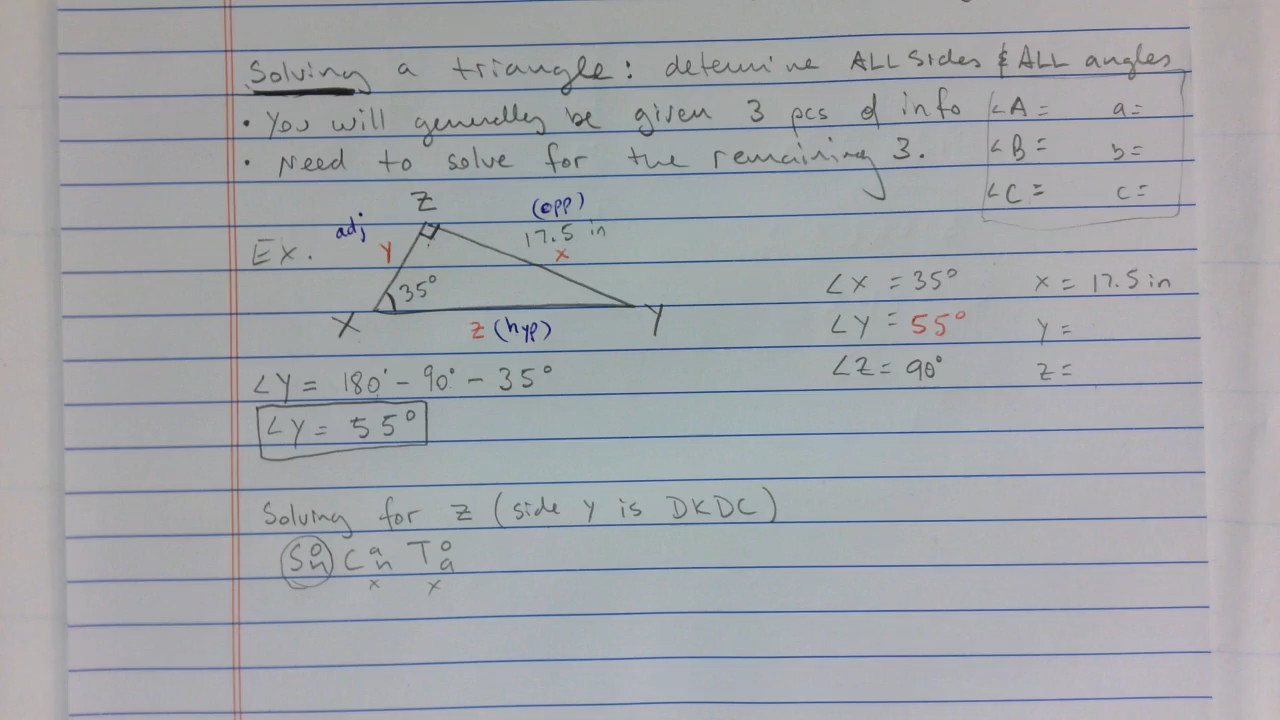 Solving a triangle: determine ALL sides & ALL angles
• You will generally be given 3 pcs of info
• Need to solve for the remaining 3.
∠A= a=
∠B= b=
∠C= c=
Ex.
Z
adj
(opp)
17.5 in
y
x
35°
X
z (hyp)
Y
∠X = 35° x = 17.5 in
∠Y = 55° y =
∠Z = 90° z =
∠Y = 180° - 90° - 35°
∠Y = 55°
Solving for z (side y is DKDC)
S o/h C a/h T o/a
x x